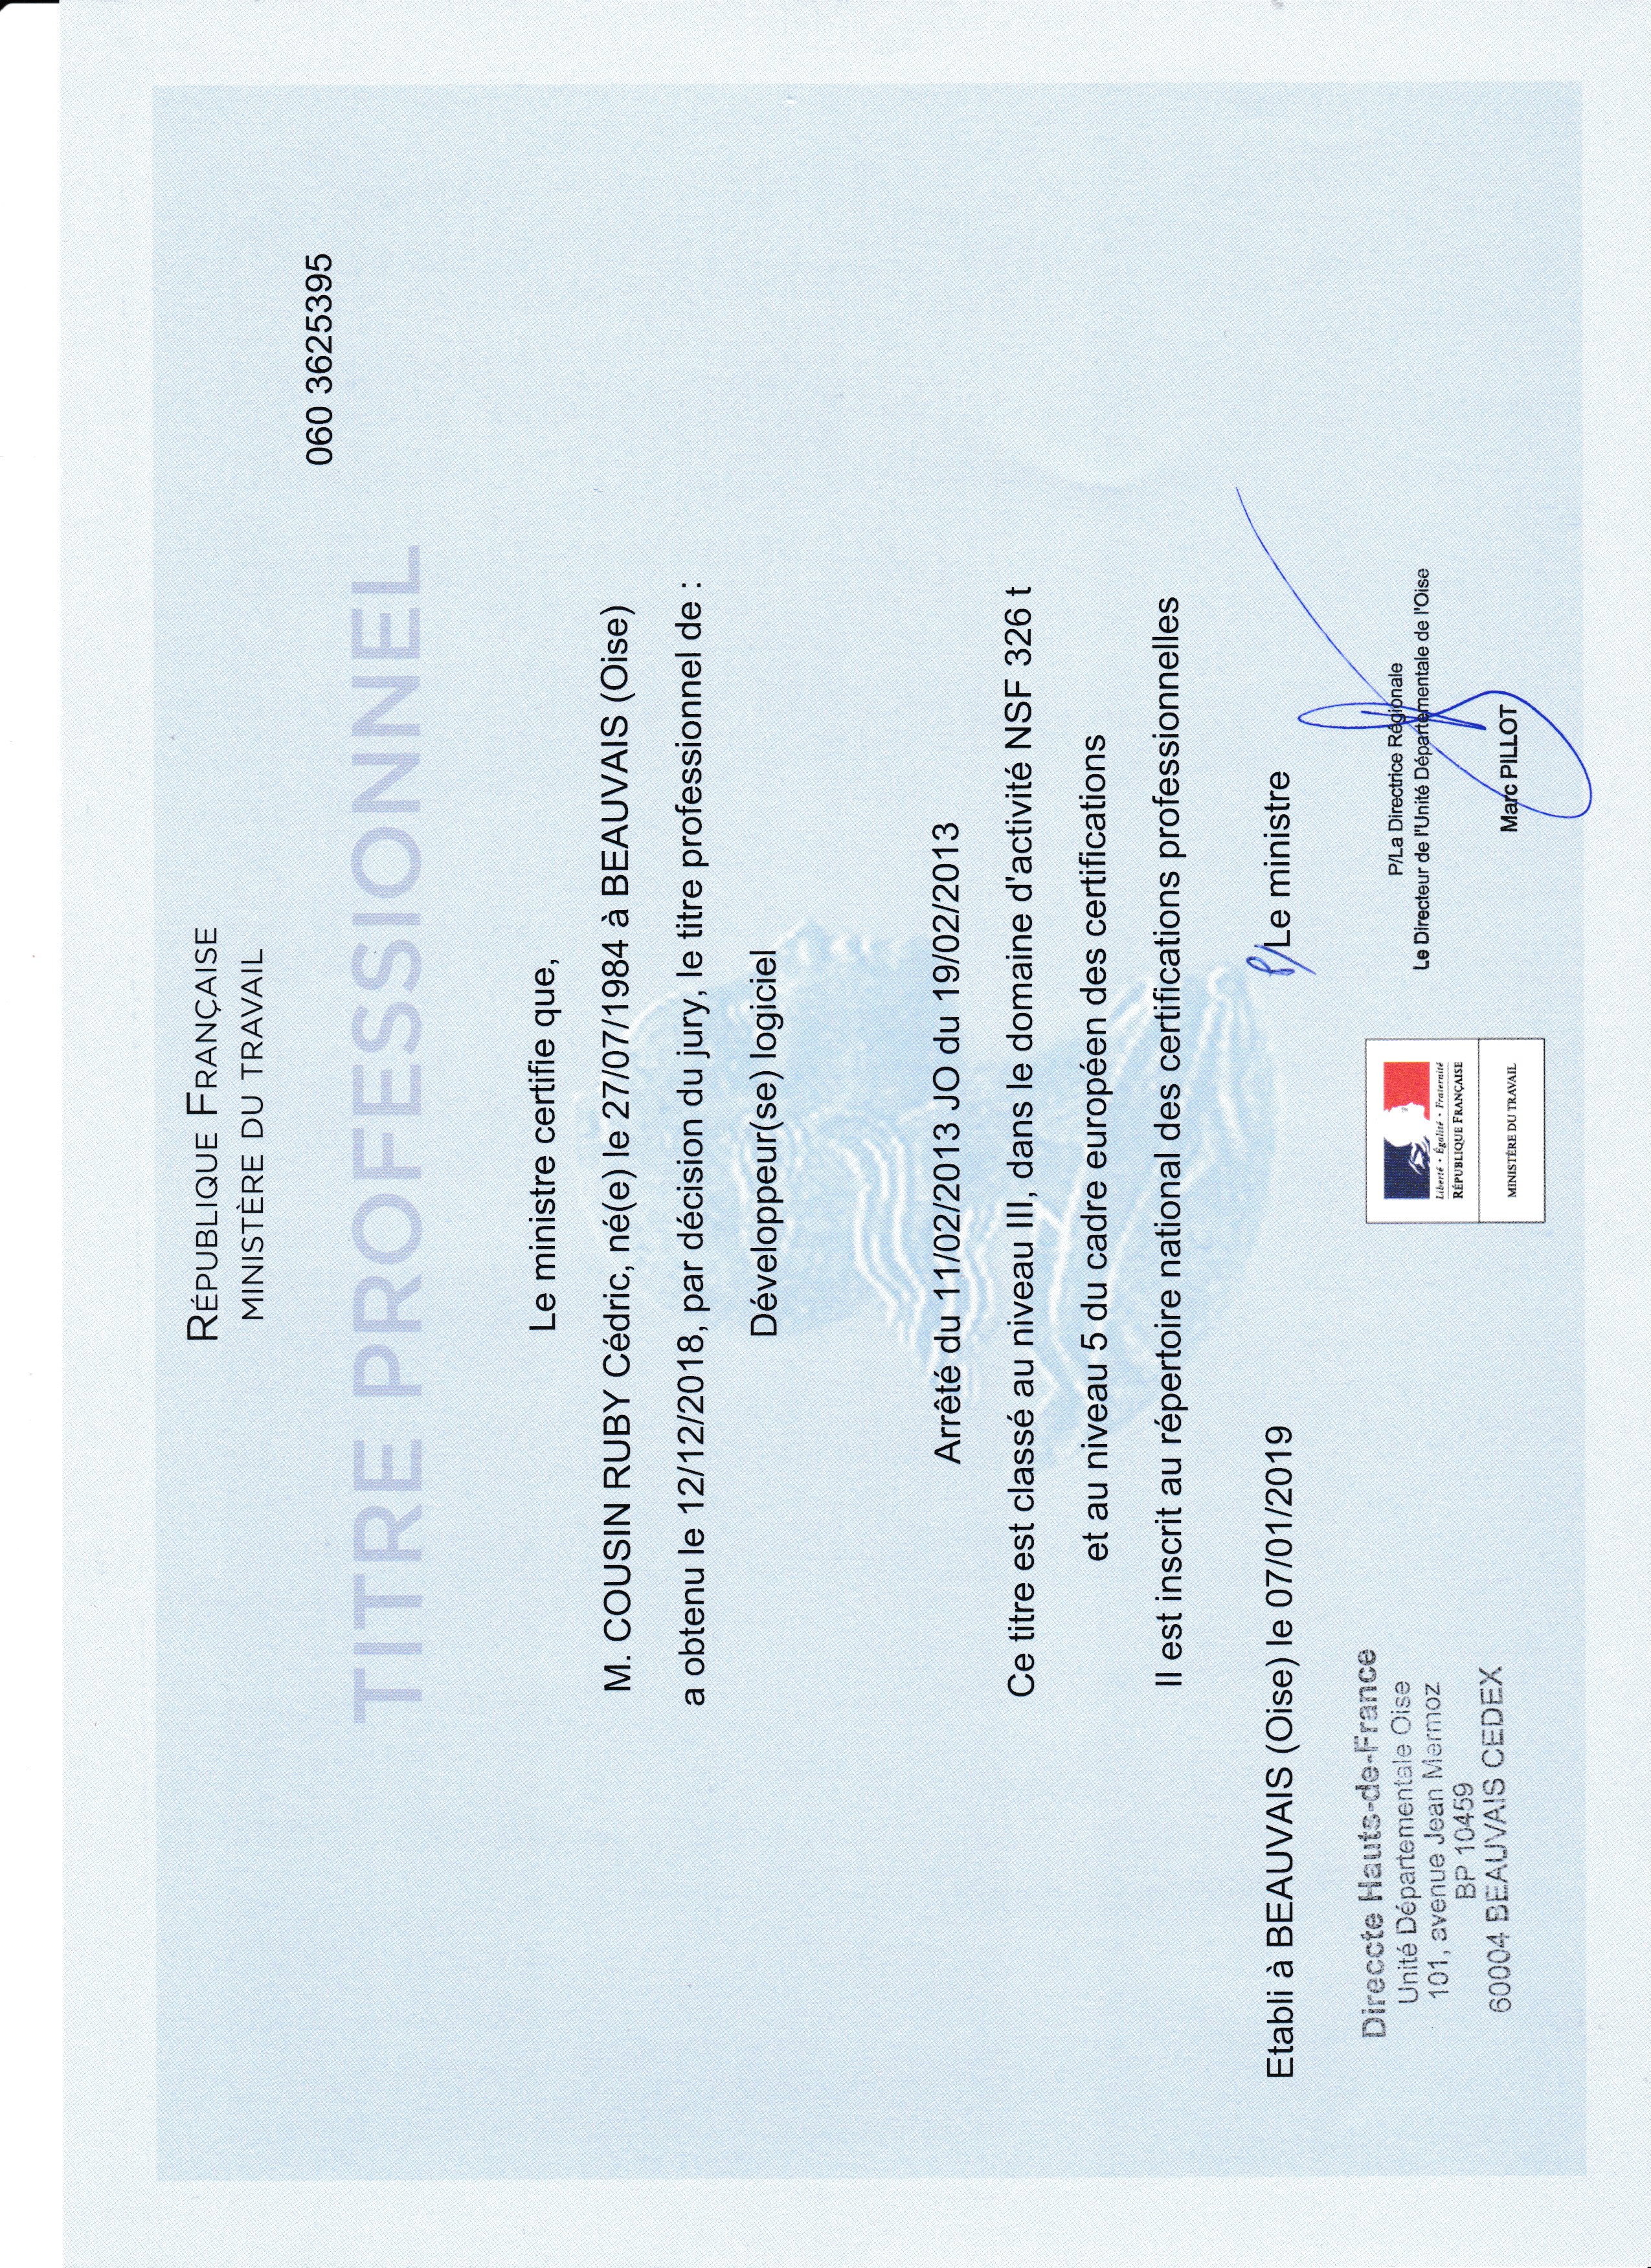 RÉPUBLIQUE FRANÇAISE
MINISTÈRE DU TRAVAIL
060 3625395
TITRE PROFESSIONNEL
Le ministre certifie que,
M. COUSIN RUBY Cédric, né(e) le 27/07/1984 à BEAUVAIS (Oise)
a obtenu le 12/12/2018, par décision du jury, le titre professionnel de :
Développeur(se) logiciel
Arrêté du 11/02/2013 JO du 19/02/2013
Ce titre est classé au niveau III, dans le domaine d'activité NSF 326 t
et au niveau 5 du cadre européen des certifications
Il est inscrit au répertoire national des certifications professionnelles
Etabli à BEAUVAIS (Oise) le 07/01/2019
P/Le ministre
Directe Hauts-de-France
Unité Départementale Oise
101, avenue Jean Mermoz
BP 10459
60004 BEAUVAIS CEDEX
Liberté • Égalité • Fraternité
RÉPUBLIQUE FRANÇAISE
MINISTÈRE DU TRAVAIL
P/La Directrice Régionale
Le Directeur de l'Unité Départementale de l'Oise
Marc PILLOT